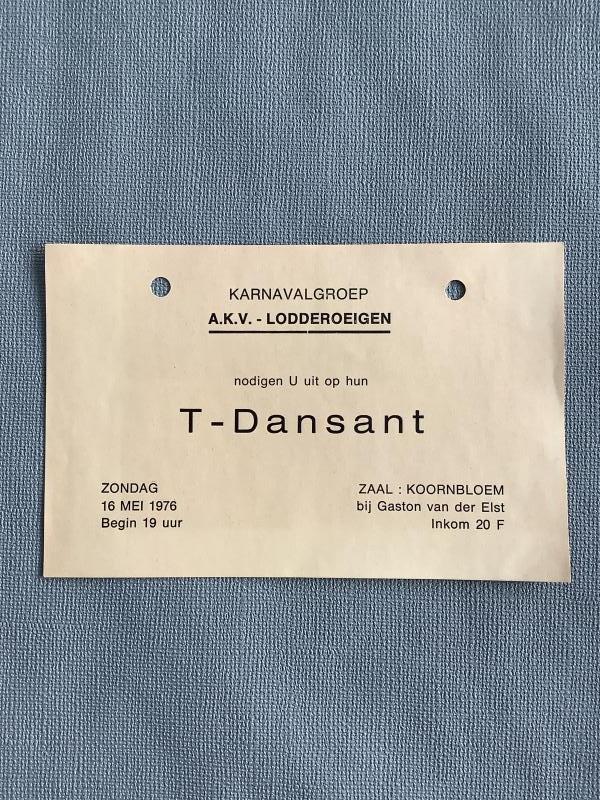 KARNAVALGROEP
A.K.V. - LODDEROEIGEN
nodigen U uit op hun
T-Dansant
ZONDAG
16 MEI 1976
Begin 19 uur
ZAAL : KOORNBLOEM
bij Gaston van der Elst
Inkom 20 F